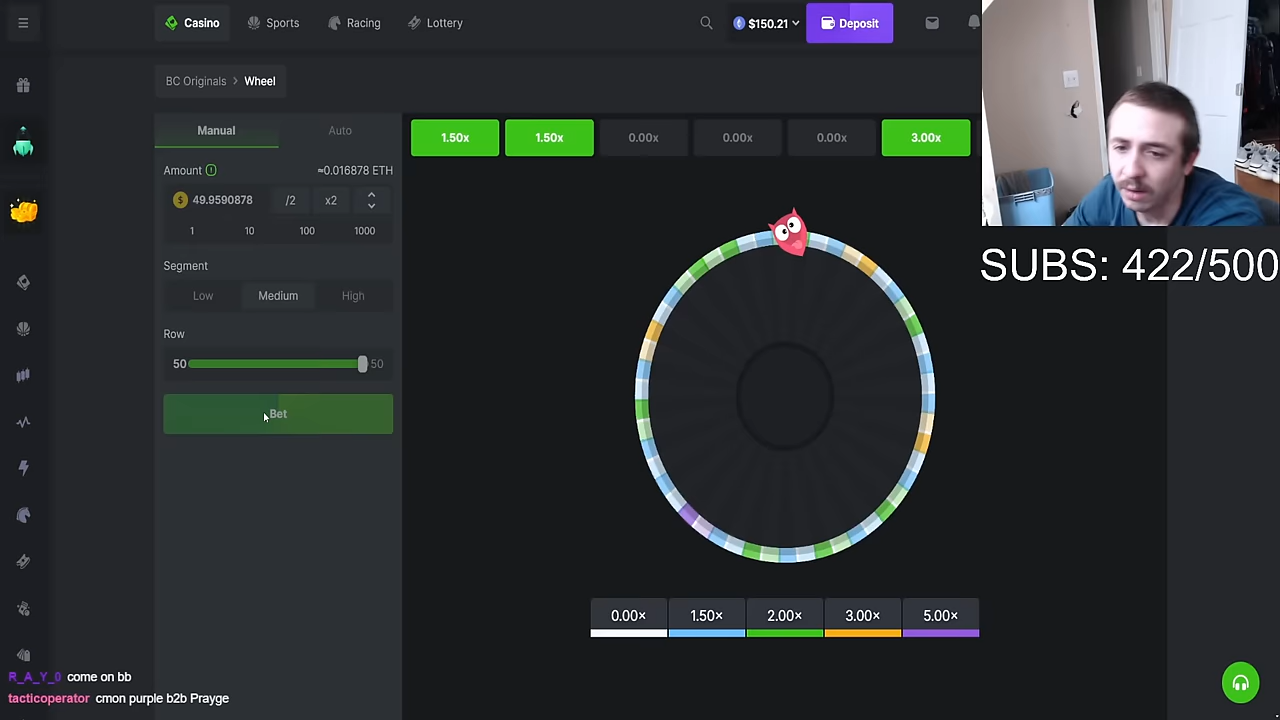 Casino
Sports
Racing
Lottery
$150.21
Deposit
BC Originals > Wheel
Manual
Auto
1.50x
1.50x
0.00x
0.00x
0.00x
3.00x
Amount
≈0.016878 ETH
49.9590878
/2
x2
1
10
100
1000
Segment
Low
Medium
High
Row
50
50
Bet
SUBS: 422/500
0.00×
1.50×
2.00×
3.00×
5.00×
R_A_Y_0 come on bb
tacticoperator cmon purple b2b Prayge